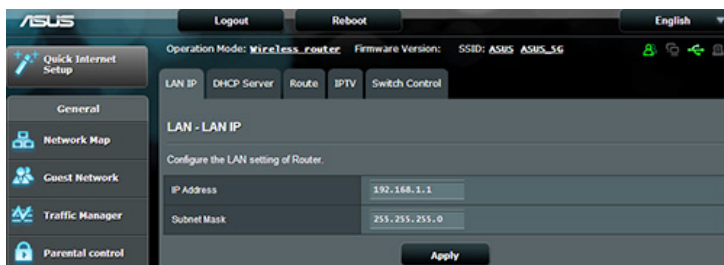 ASUS Logout Reboot English
Operation Mode: Wireless router Firmware Version: SSID: ASUS ASUS_5G
Quick Internet
Setup
LAN IP DHCP Server Route IPTV Switch Control
General
LAN - LAN IP
Network Map
Configure the LAN setting of Router.
Guest Network
IP Address 192.168.1.1
Traffic Manager
Subnet Mask 255.255.255.0
Parental control
Apply